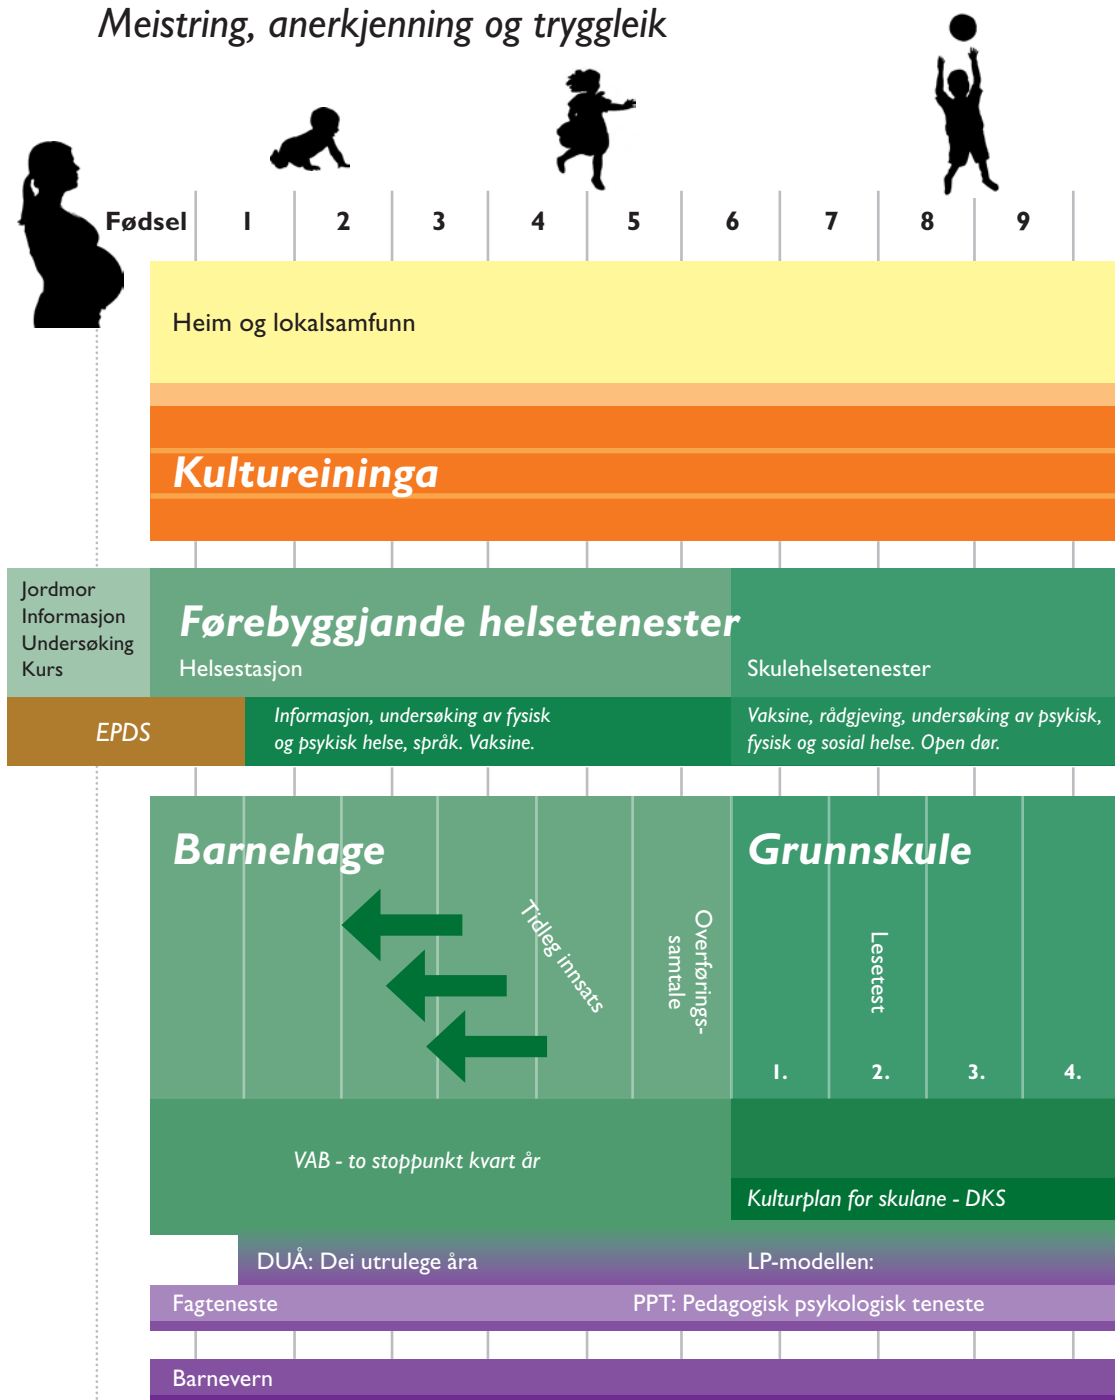 Meistring, anerkjenning og tryggleik
Fødsel 1 2 3 4 5 6 7 8 9
Heim og lokalsamfunn
Kultureininga
Jordmor
Informasjon
Undersøking
Kurs
Førebyggjande helsetenester
Helsestasjon
Skulehelsetenester
EPDS
Informasjon, undersøking av fysisk
og psykisk helse, språk. Vaksine.
Vaksine, rådgjeving, undersøking av psykisk,
fysisk og sosial helse. Open dør.
Barnehage
Grunnskule
Tidleg innsats
Overførings-
samtale
Lesetest
1. 2. 3. 4.
VAB - to stoppunkt kvart år
Kulturplan for skulane - DKS
DUÅ: Dei utrulege åra
LP-modellen:
Fagteneste
PPT: Pedagogisk psykologisk teneste
Barnevern